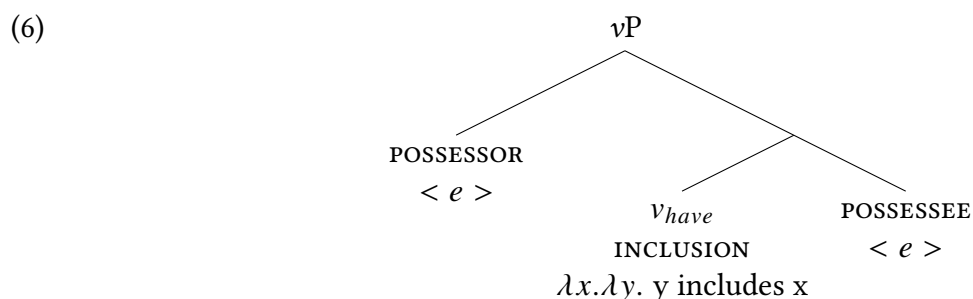 (6)
vP
POSSESSOR
< e >
v_have
POSSESSEE
INCLUSION
< e >
λx.λy. y includes x